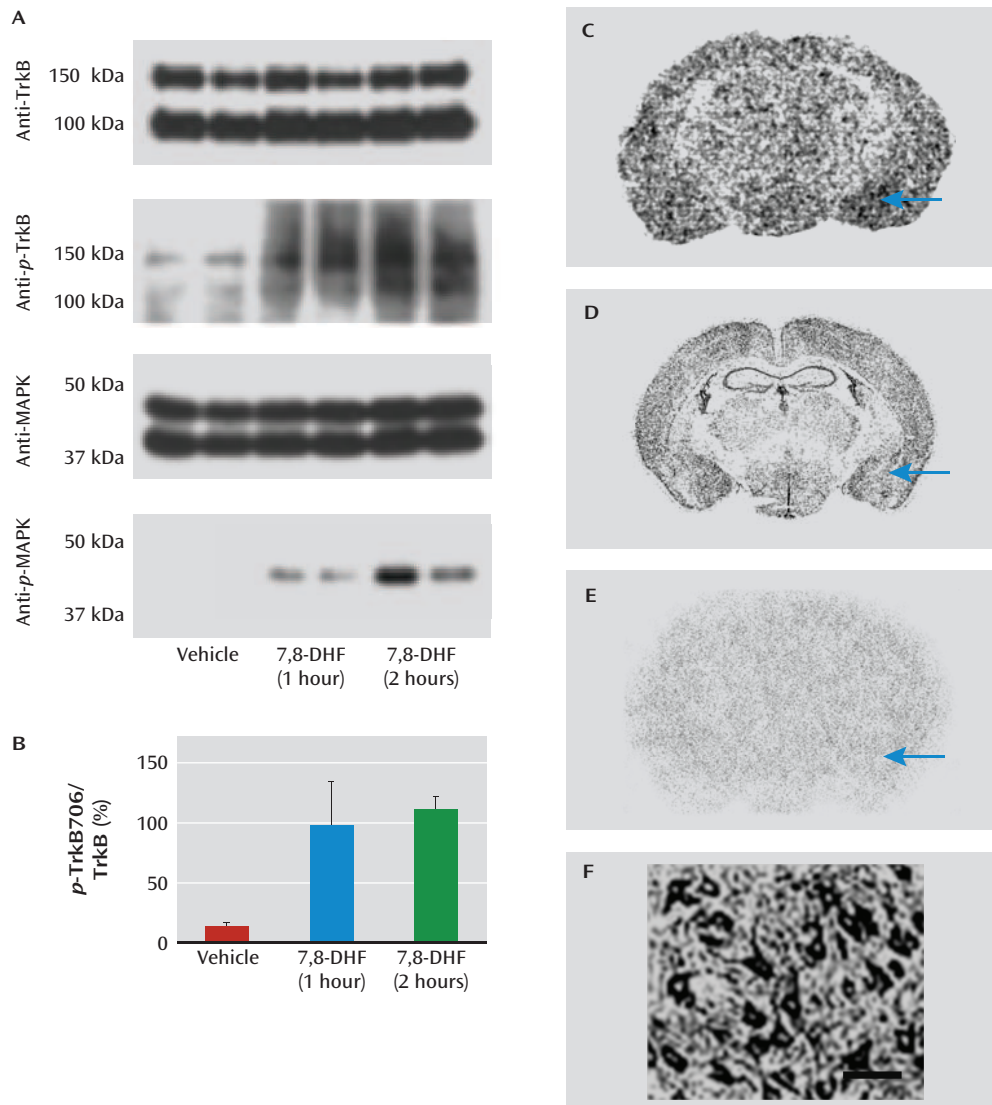 A
Anti-TrkB
150 kDa
100 kDa
Anti-p-TrkB
150 kDa
100 kDa
Anti-MAPK
50 kDa
37 kDa
Anti-p-MAPK
50 kDa
37 kDa
Vehicle
7,8-DHF
(1 hour)
7,8-DHF
(2 hours)
B
p-TrkB706/
TrkB (%)
150
100
50
0
Vehicle
7,8-DHF
(1 hour)
7,8-DHF
(2 hours)
C
D
E
F